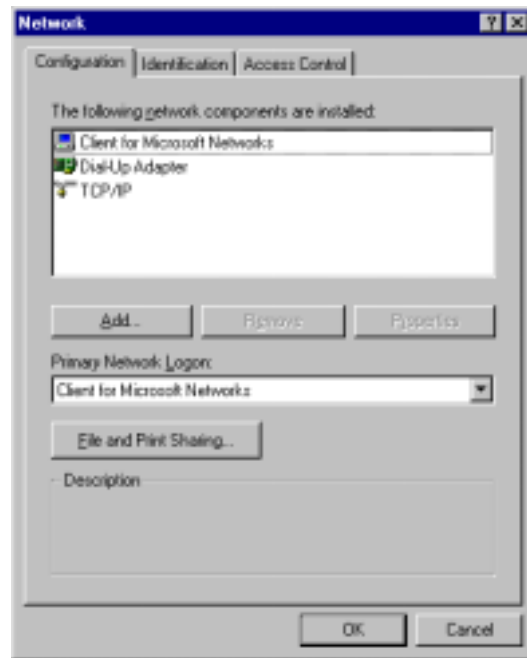 Network
Configuration Identification Access Control
The following network components are installed:
Client for Microsoft Networks
Dial-Up Adapter
TCP/IP
Add... Remove Properties
Primary Network Logon:
Client for Microsoft Networks
File and Print Sharing...
Description
OK Cancel